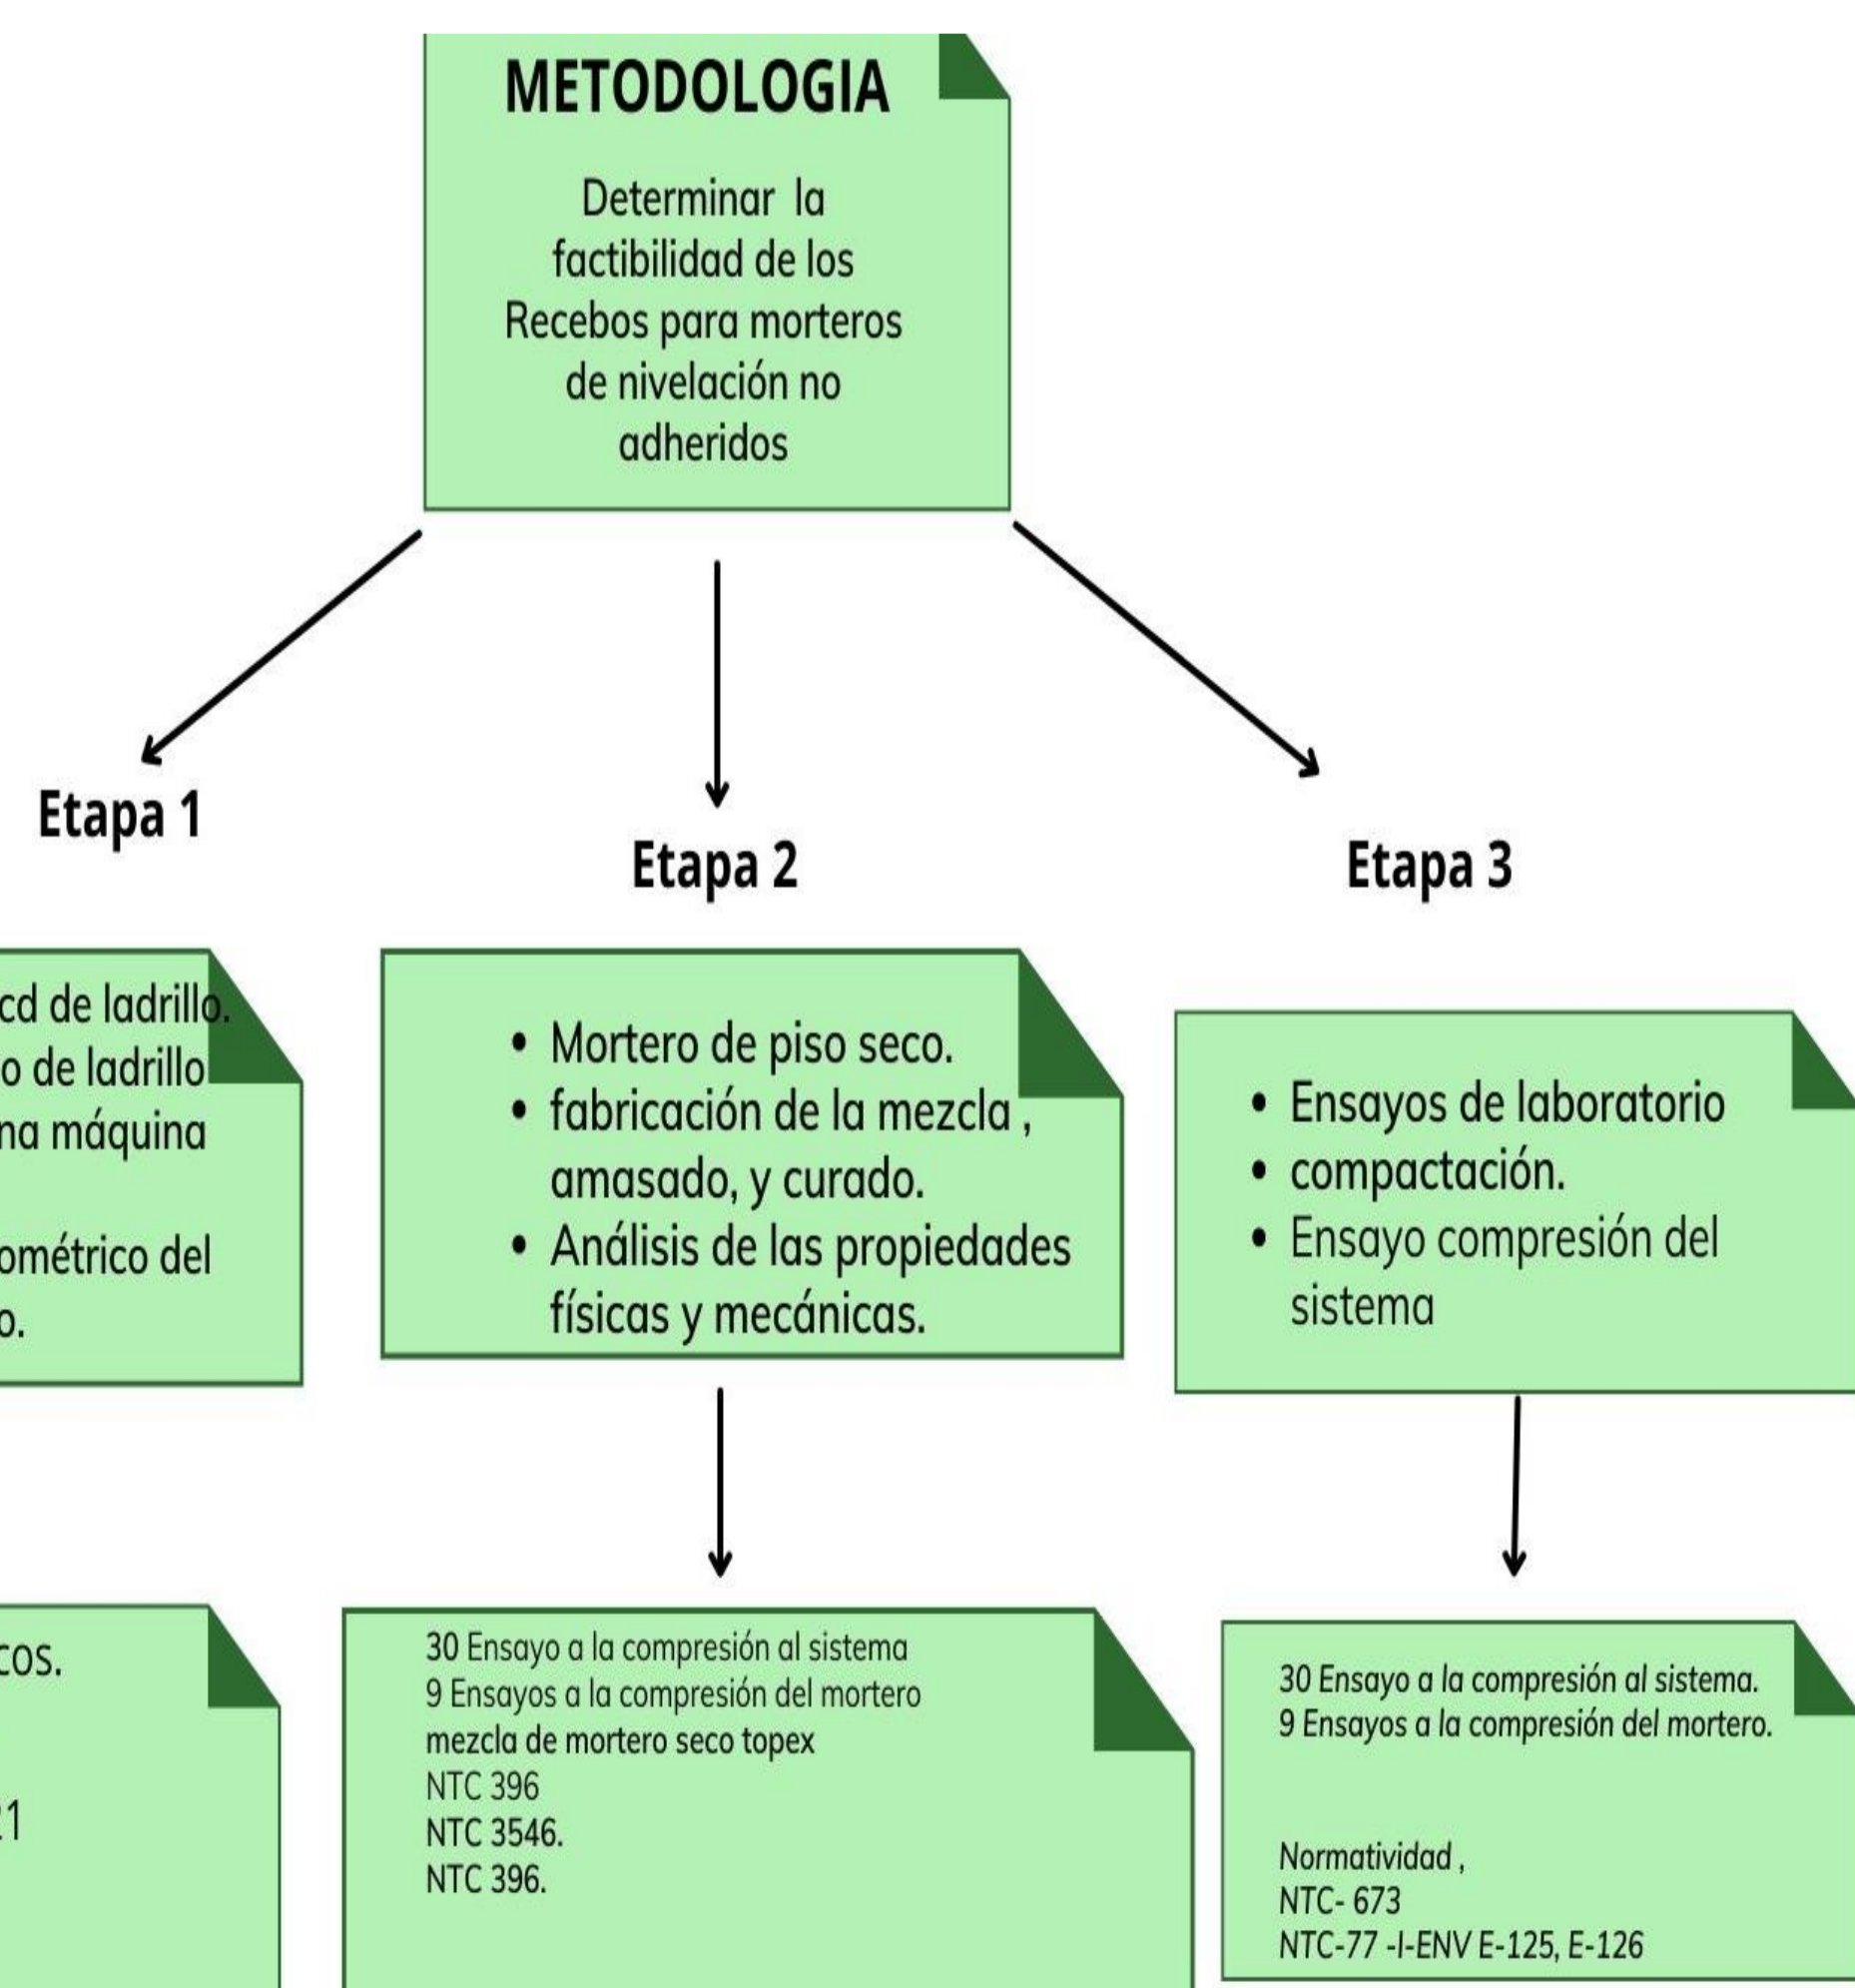 METODOLOGIA
Determinar la
factibilidad de los
Recebos para morteros
de nivelación no
adheridos
Etapa 1
cd de ladrillo.
o de ladrillo
na máquina
ométrico del
o.
cos.
21
Etapa 2
• Mortero de piso seco.
• fabricación de la mezcla ,
amasado, y curado.
• Análisis de las propiedades
físicas y mecánicas.
30 Ensayo a la compresión al sistema
9 Ensayos a la compresión del mortero
mezcla de mortero seco topex
NTC 396
NTC 3546.
NTC 396.
Etapa 3
• Ensayos de laboratorio
• compactación.
• Ensayo compresión del
sistema
30 Ensayo a la compresión al sistema.
9 Ensayos a la compresión del mortero.
Normatividad ,
NTC- 673
NTC-77 -I-ENV E-125, E-126